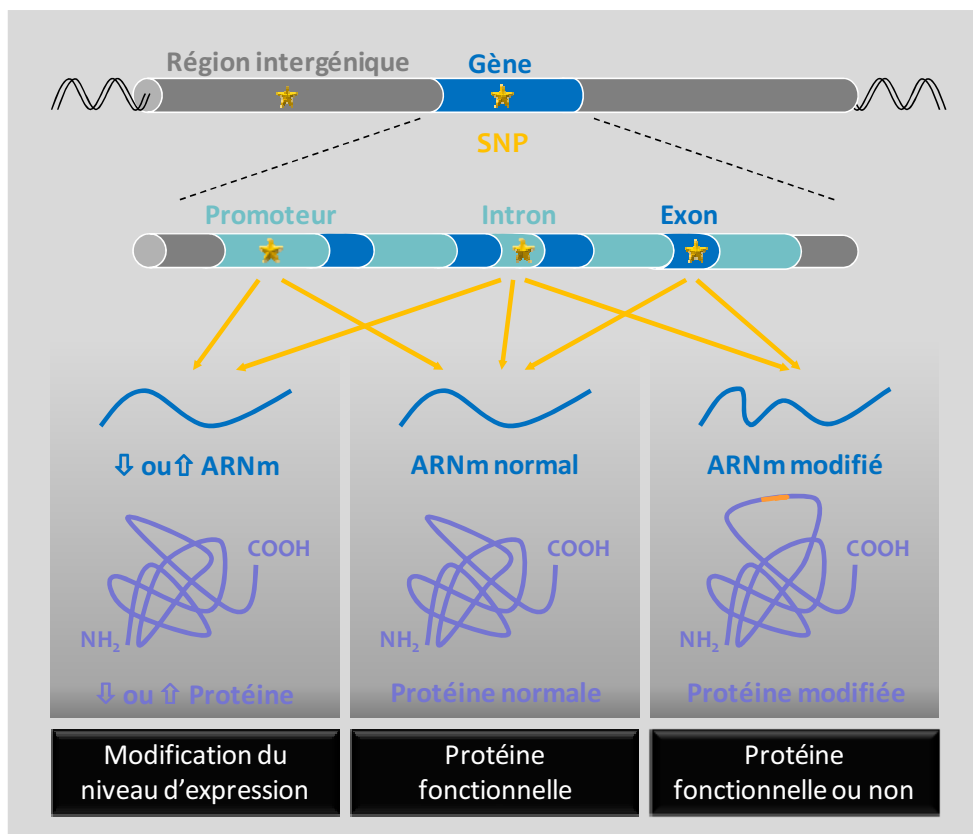 Région intergénique
Gène
SNP
Promoteur
Intron
Exon
⇩ ou ⇧ ARNm
ARNm normal
ARNm modifié
COOH
NH₂
COOH
NH₂
COOH
NH₂
⇩ ou ⇧ Protéine
Protéine normale
Protéine modifiée
Modification du
niveau d’expression
Protéine
fonctionnelle
Protéine
fonctionnelle ou non